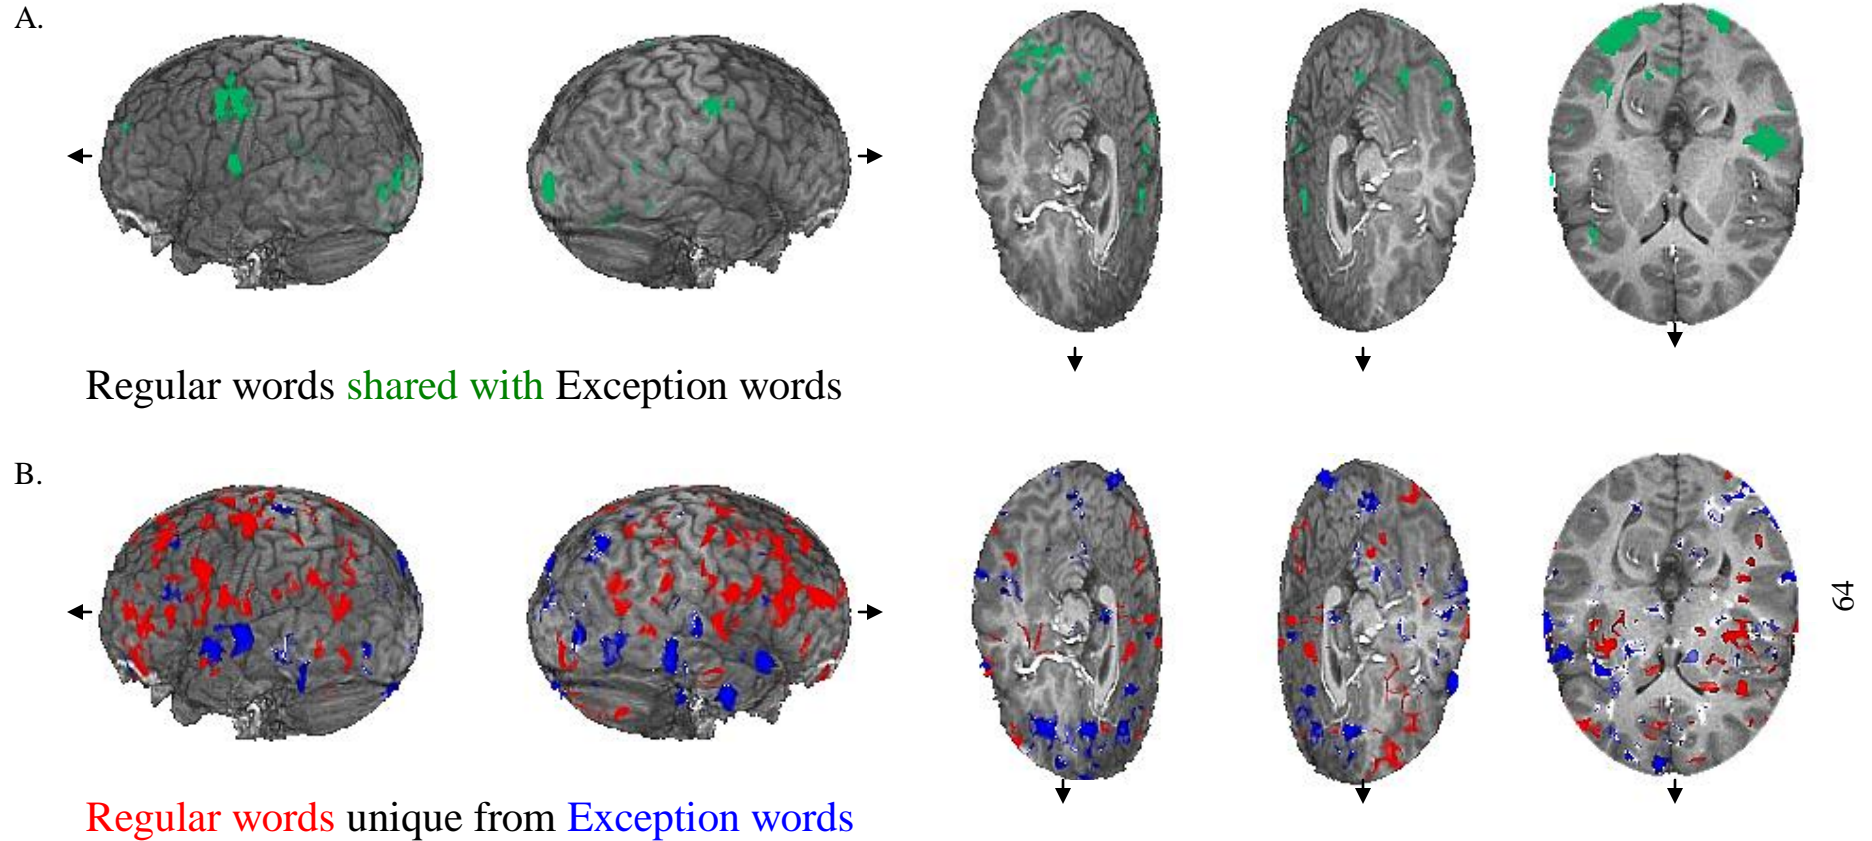 A.
Regular words shared with Exception words
B.
64
Regular words unique from Exception words